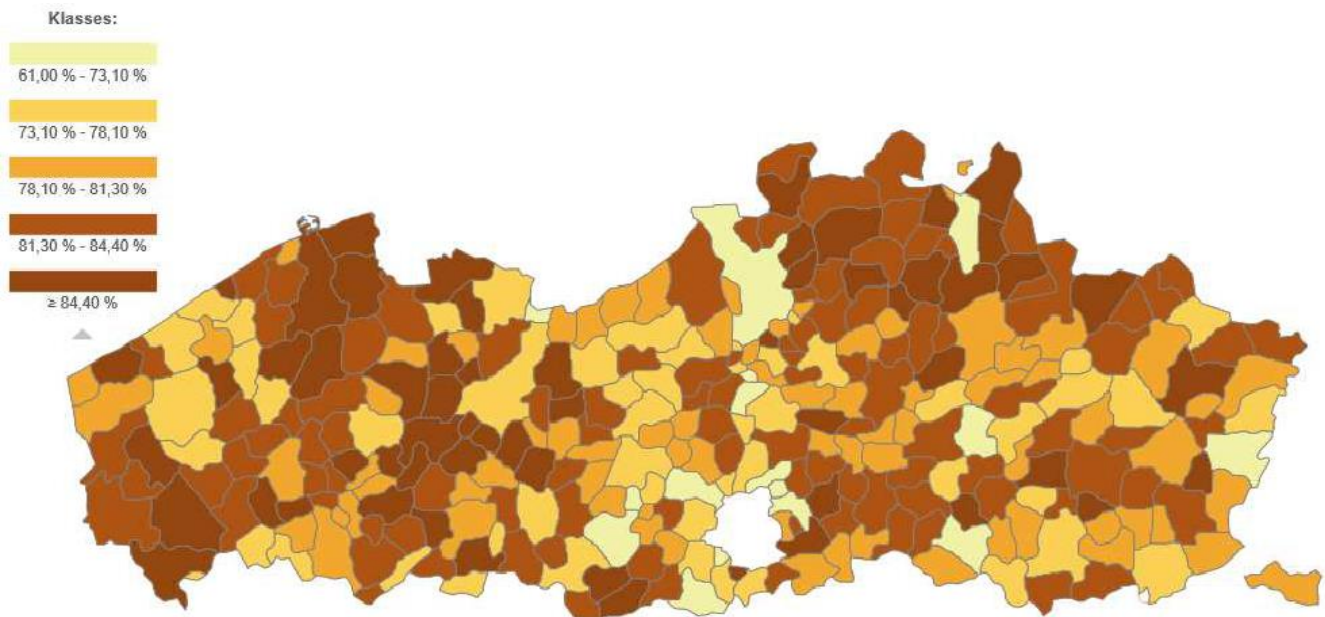 Klasses:
61,00 % - 73,10 %
73,10 % - 78,10 %
78,10 % - 81,30 %
81,30 % - 84,40 %
≥ 84,40 %